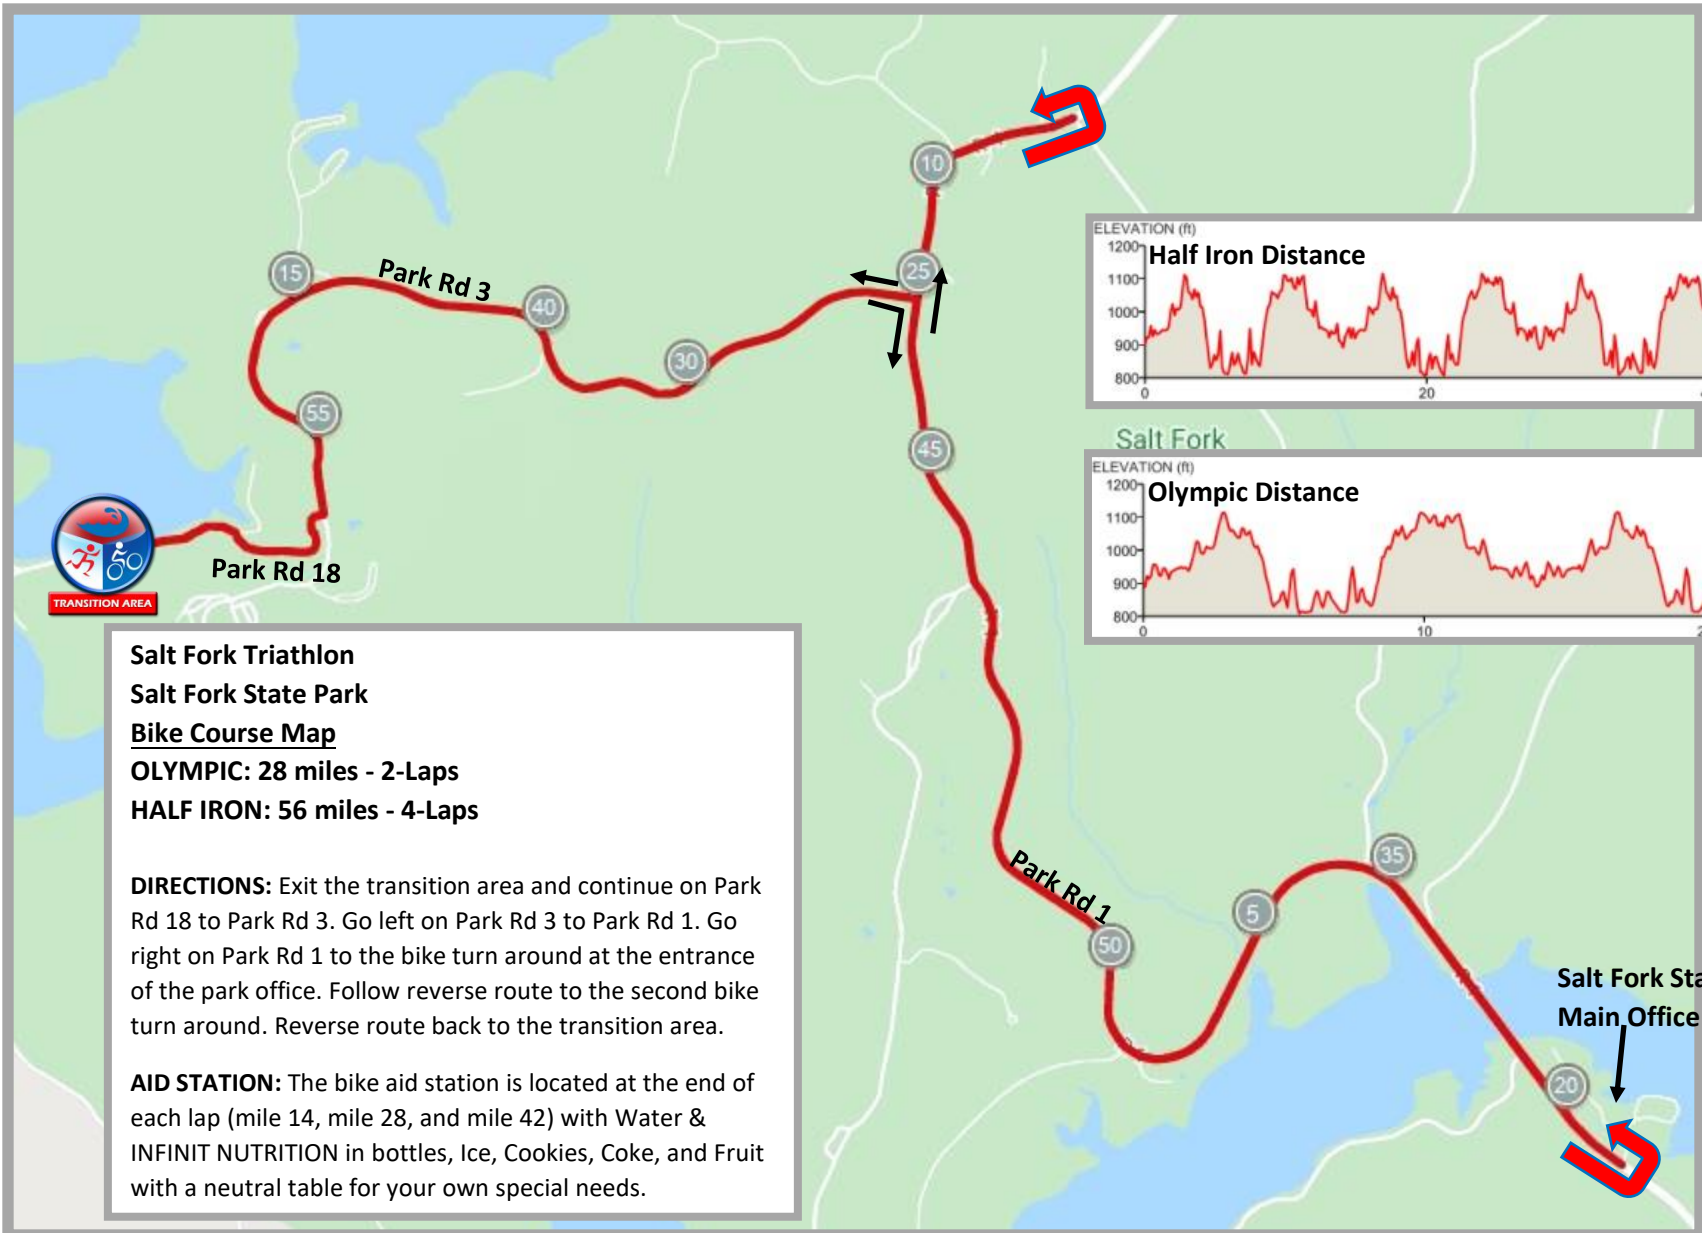 10
ELEVATION (ft)
Half Iron Distance
1200
1100
1000
900
800
0
20
25
15
Park Rd 3
40
30
55
45
Salt Fork
ELEVATION (ft)
Olympic Distance
1200
1100
1000
900
800
0
10
TRANSITION AREA
Park Rd 18
Salt Fork Triathlon
Salt Fork State Park
Bike Course Map
OLYMPIC: 28 miles - 2-Laps
HALF IRON: 56 miles - 4-Laps
DIRECTIONS: Exit the transition area and continue on Park
Rd 18 to Park Rd 3. Go left on Park Rd 3 to Park Rd 1. Go
right on Park Rd 1 to the bike turn around at the entrance
of the park office. Follow reverse route to the second bike
turn around. Reverse route back to the transition area.
AID STATION: The bike aid station is located at the end of
each lap (mile 14, mile 28, and mile 42) with Water &
INFINIT NUTRITION in bottles, Ice, Cookies, Coke, and Fruit
with a neutral table for your own special needs.
Park Rd 1
35
5
50
Salt Fork Sta
Main Office
20